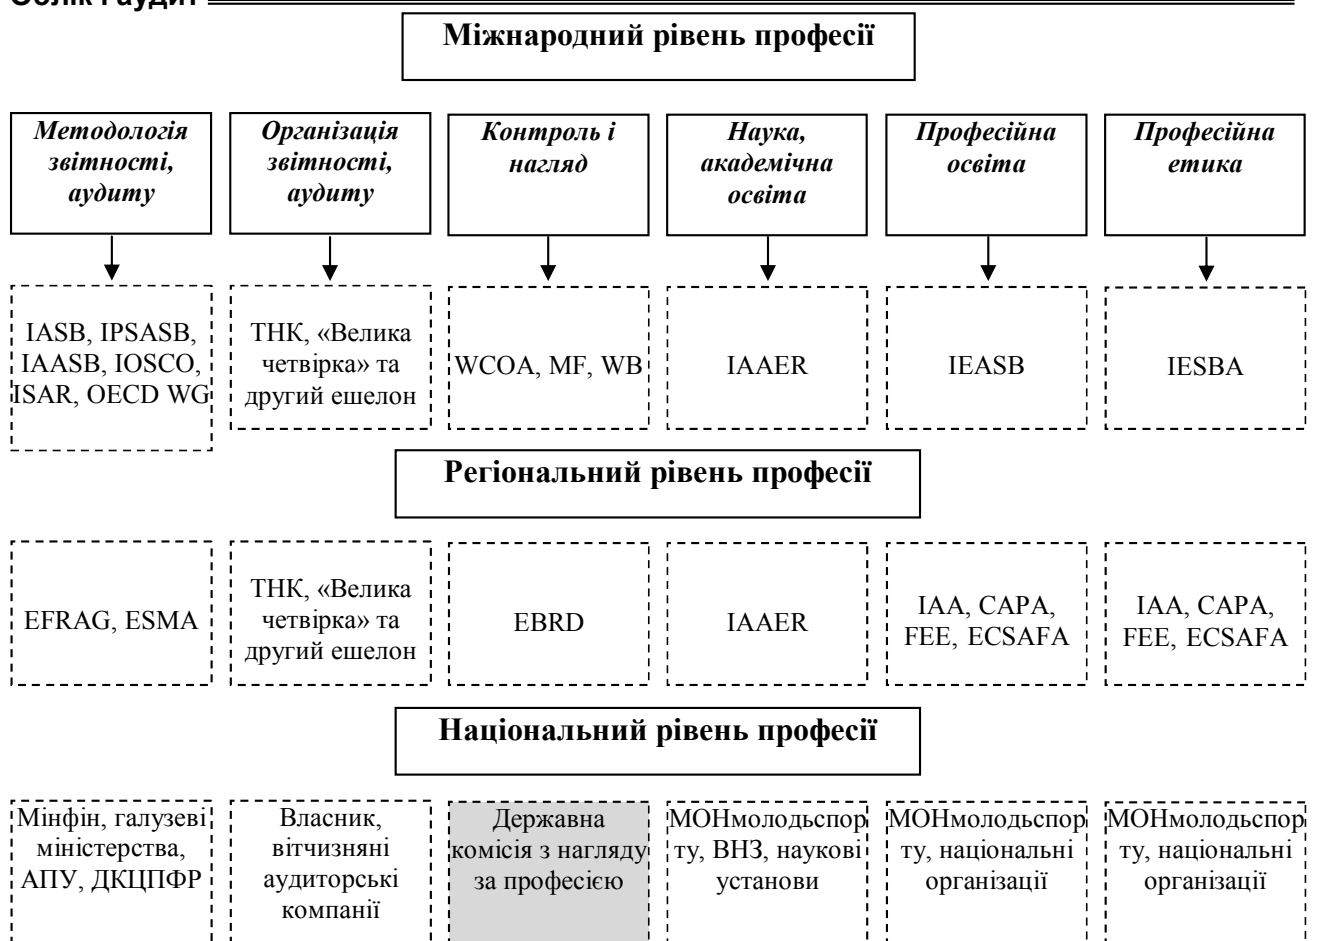 Облік і аудит
Міжнародний рівень професії
Методологія
звітності,
аудиту
Організація
звітності,
аудиту
Контроль і
нагляд
Наука,
академічна
освіта
Професійна
освіта
Професійна
етика
IASB, IPSASB,
IAASB, IOSCO,
ISAR, OECD WG
ТНК, «Велика
четвірка» та
другий ешелон
WCOA, MF, WB
IAAER
IEASB
IESBA
Регіональний рівень професії
EFRAG, ESMA
ТНК, «Велика
четвірка» та
другий ешелон
EBRD
IAAER
IAA, CAPA,
FEE, ECSAFA
IAA, CAPA,
FEE, ECSAFA
Національний рівень професії
Мінфін, галузеві
міністерства,
АПУ, ДКЦПФР
Власник,
вітчизняні
аудиторські
компанії
Державна
комісія з нагляду
за професією
МОНмолодьспор
ту, ВНЗ, наукові
установи
МОНмолодьспор
ту, національні
організації
МОНмолодьспор
ту, національні
організації